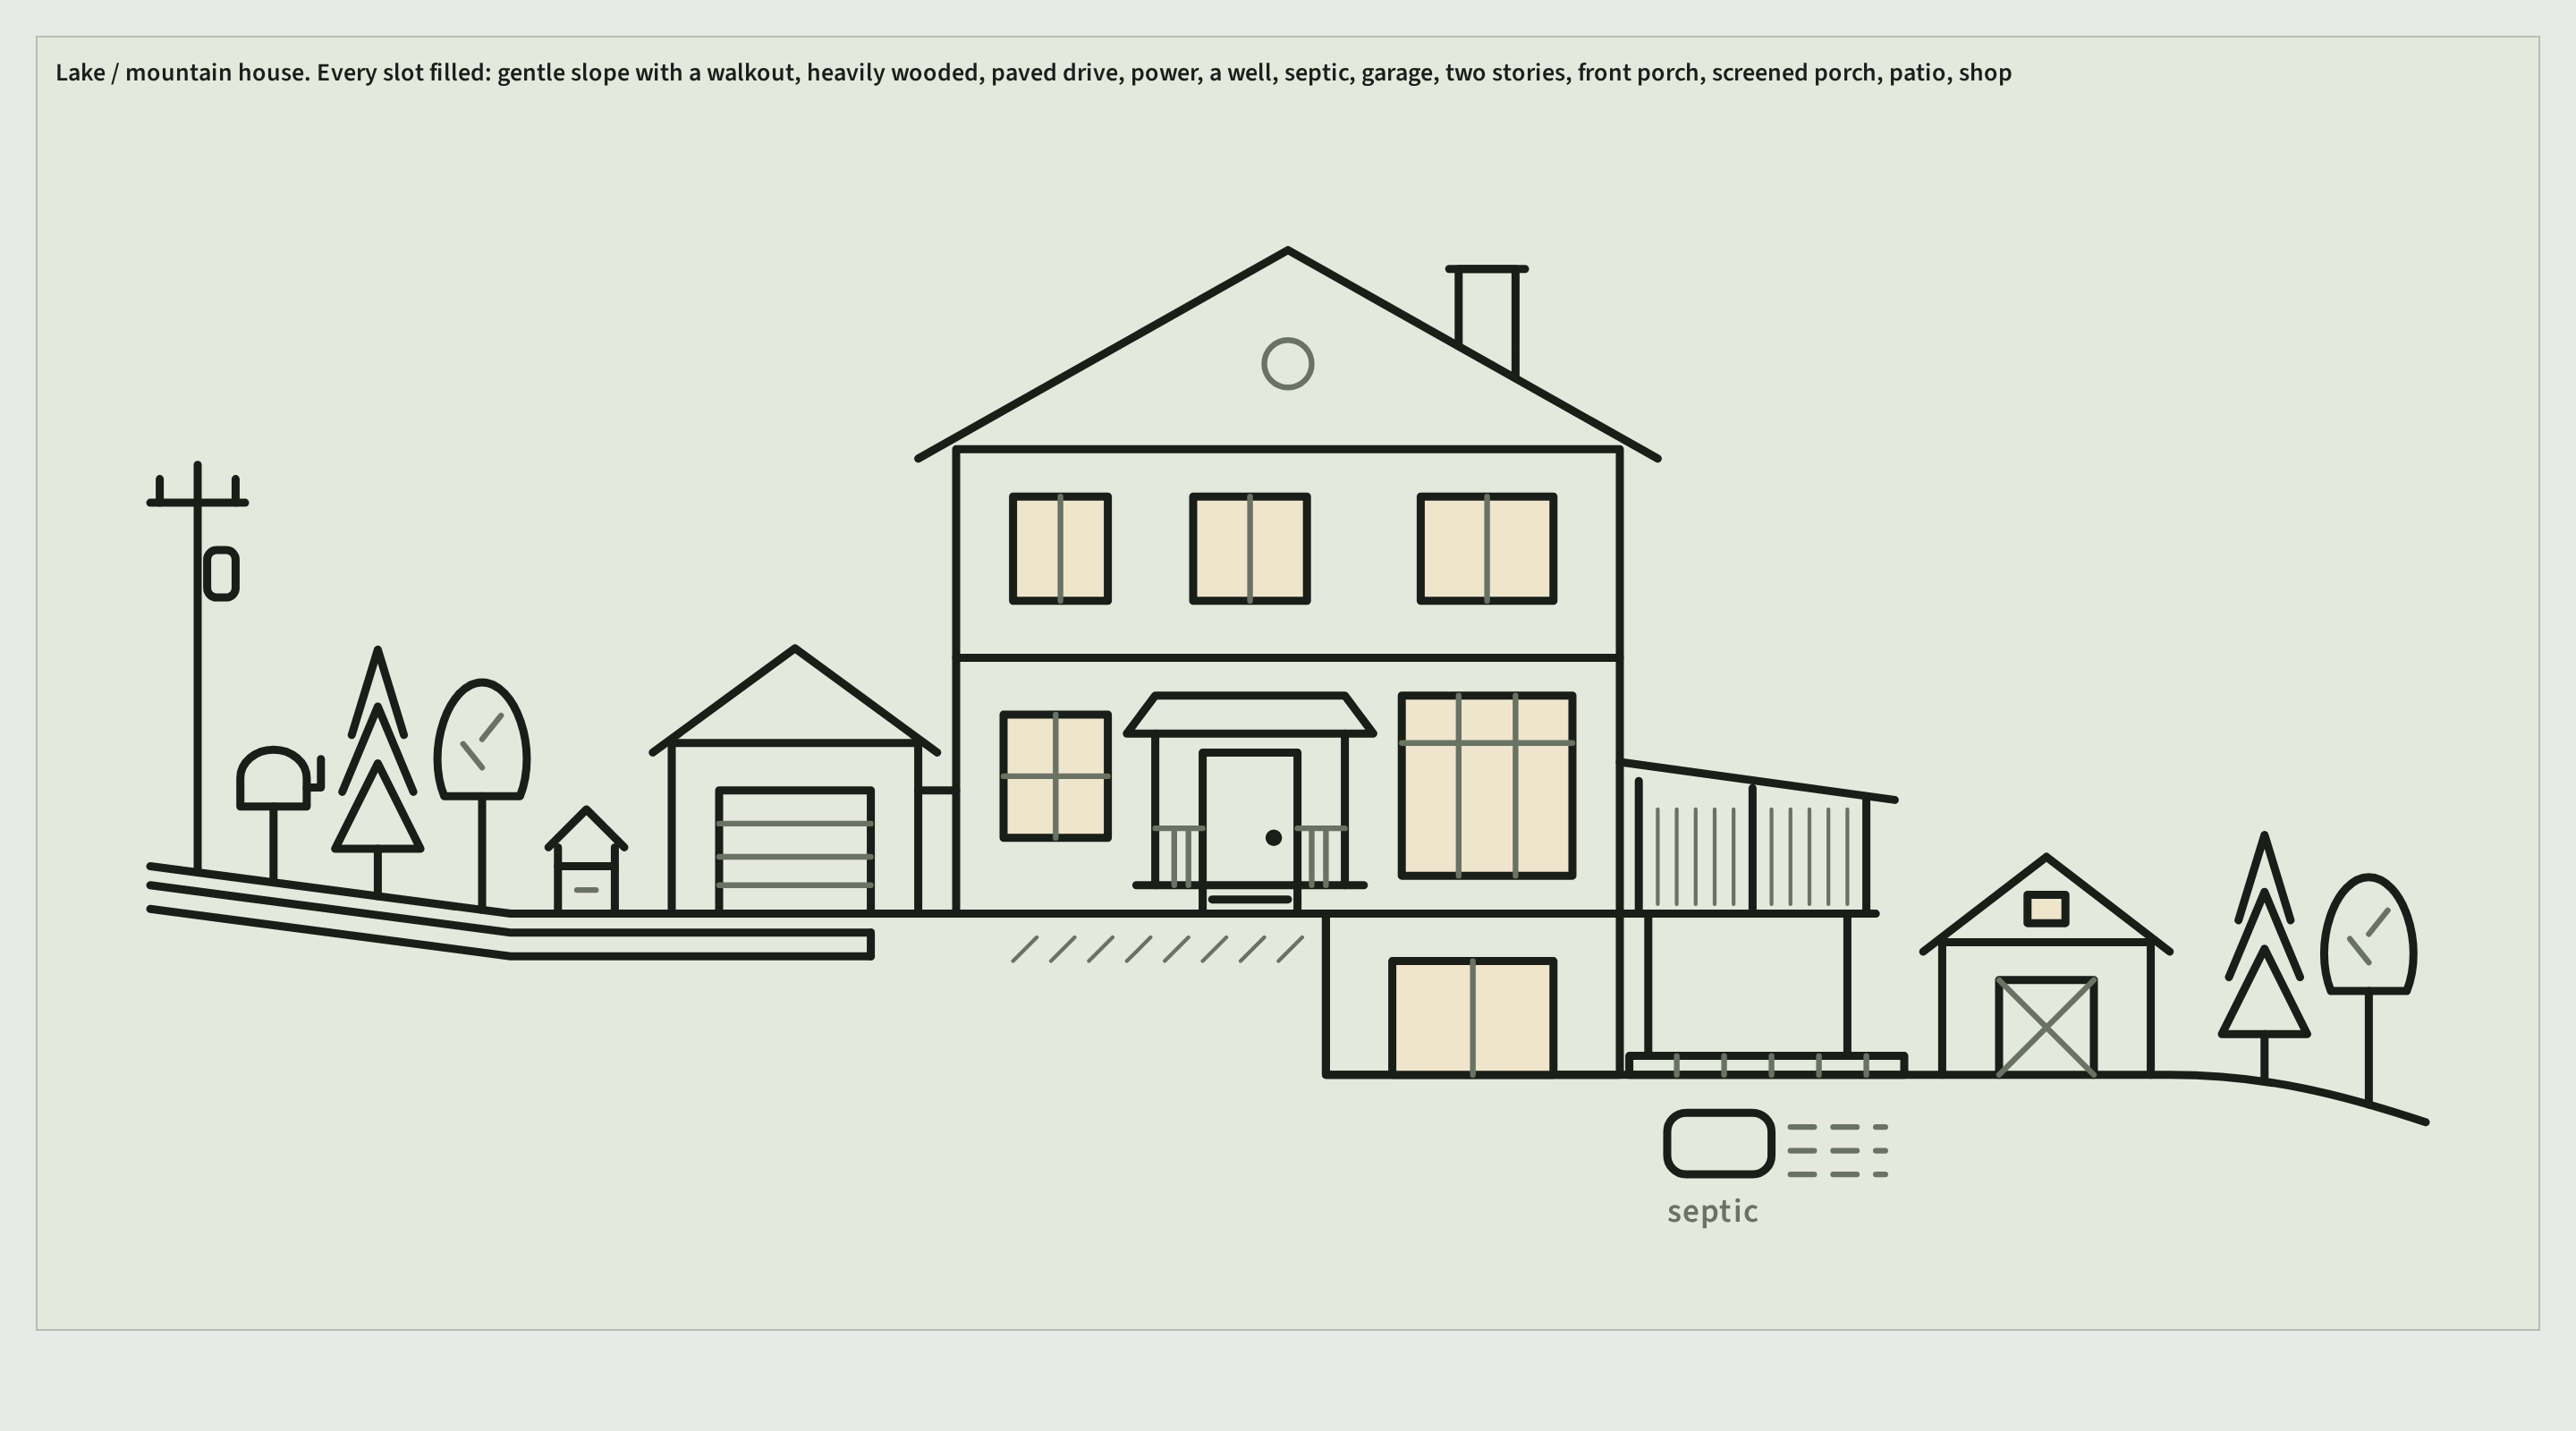 Lake / mountain house. Every slot filled: gentle slope with a walkout, heavily wooded, paved drive, power, a well, septic, garage, two stories, front porch, screened porch, patio, shop
septic